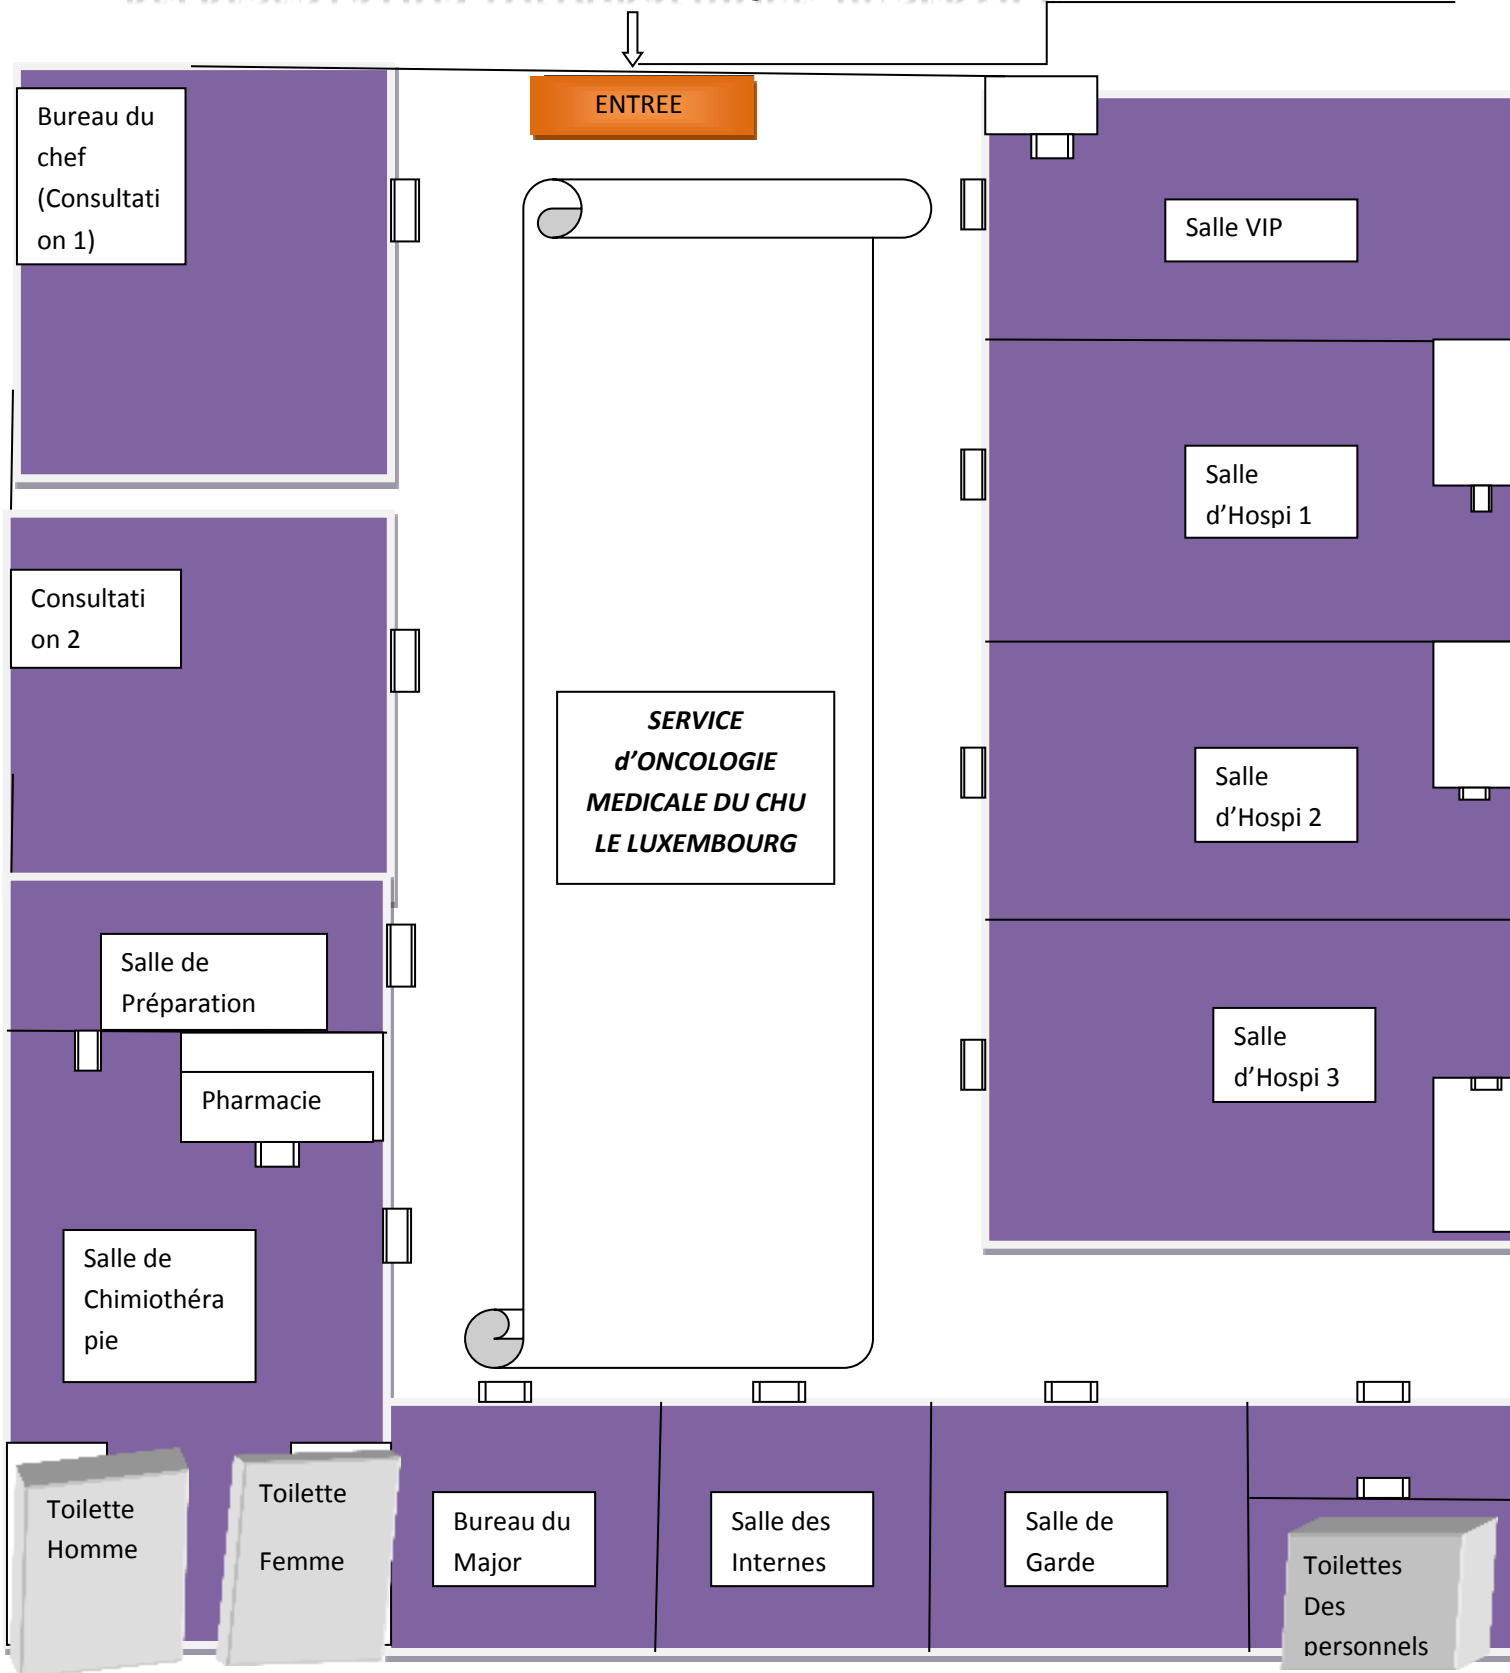 ENTREE
Bureau du
chef
(Consultati
on 1)
Salle VIP
Salle
d’Hospi 1
Consultati
on 2
SERVICE
d’ONCOLOGIE
MEDICALE DU CHU
LE LUXEMBOURG
Salle
d’Hospi 2
Salle de
Préparation
Pharmacie
Salle
d’Hospi 3
Salle de
Chimiothéra
pie
Toilette
Homme
Toilette
Femme
Bureau du
Major
Salle des
Internes
Salle de
Garde
Toilettes
Des
personnels